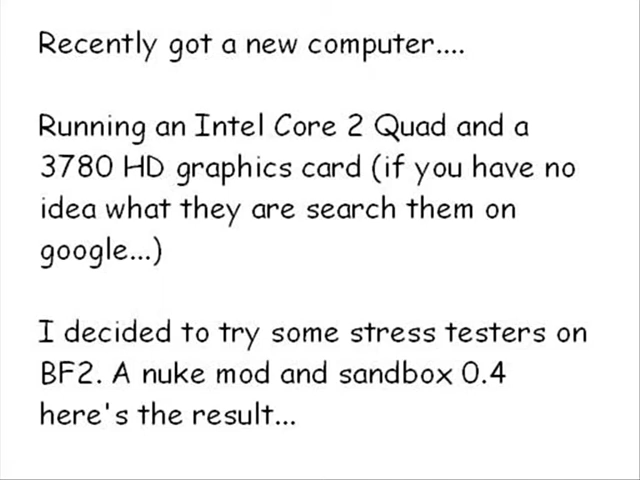 Recently got a new computer....
Running an Intel Core 2 Quad and a
3780 HD graphics card (if you have no
idea what they are search them on
google...)
I decided to try some stress testers on
BF2. A nuke mod and sandbox 0.4
here's the result...